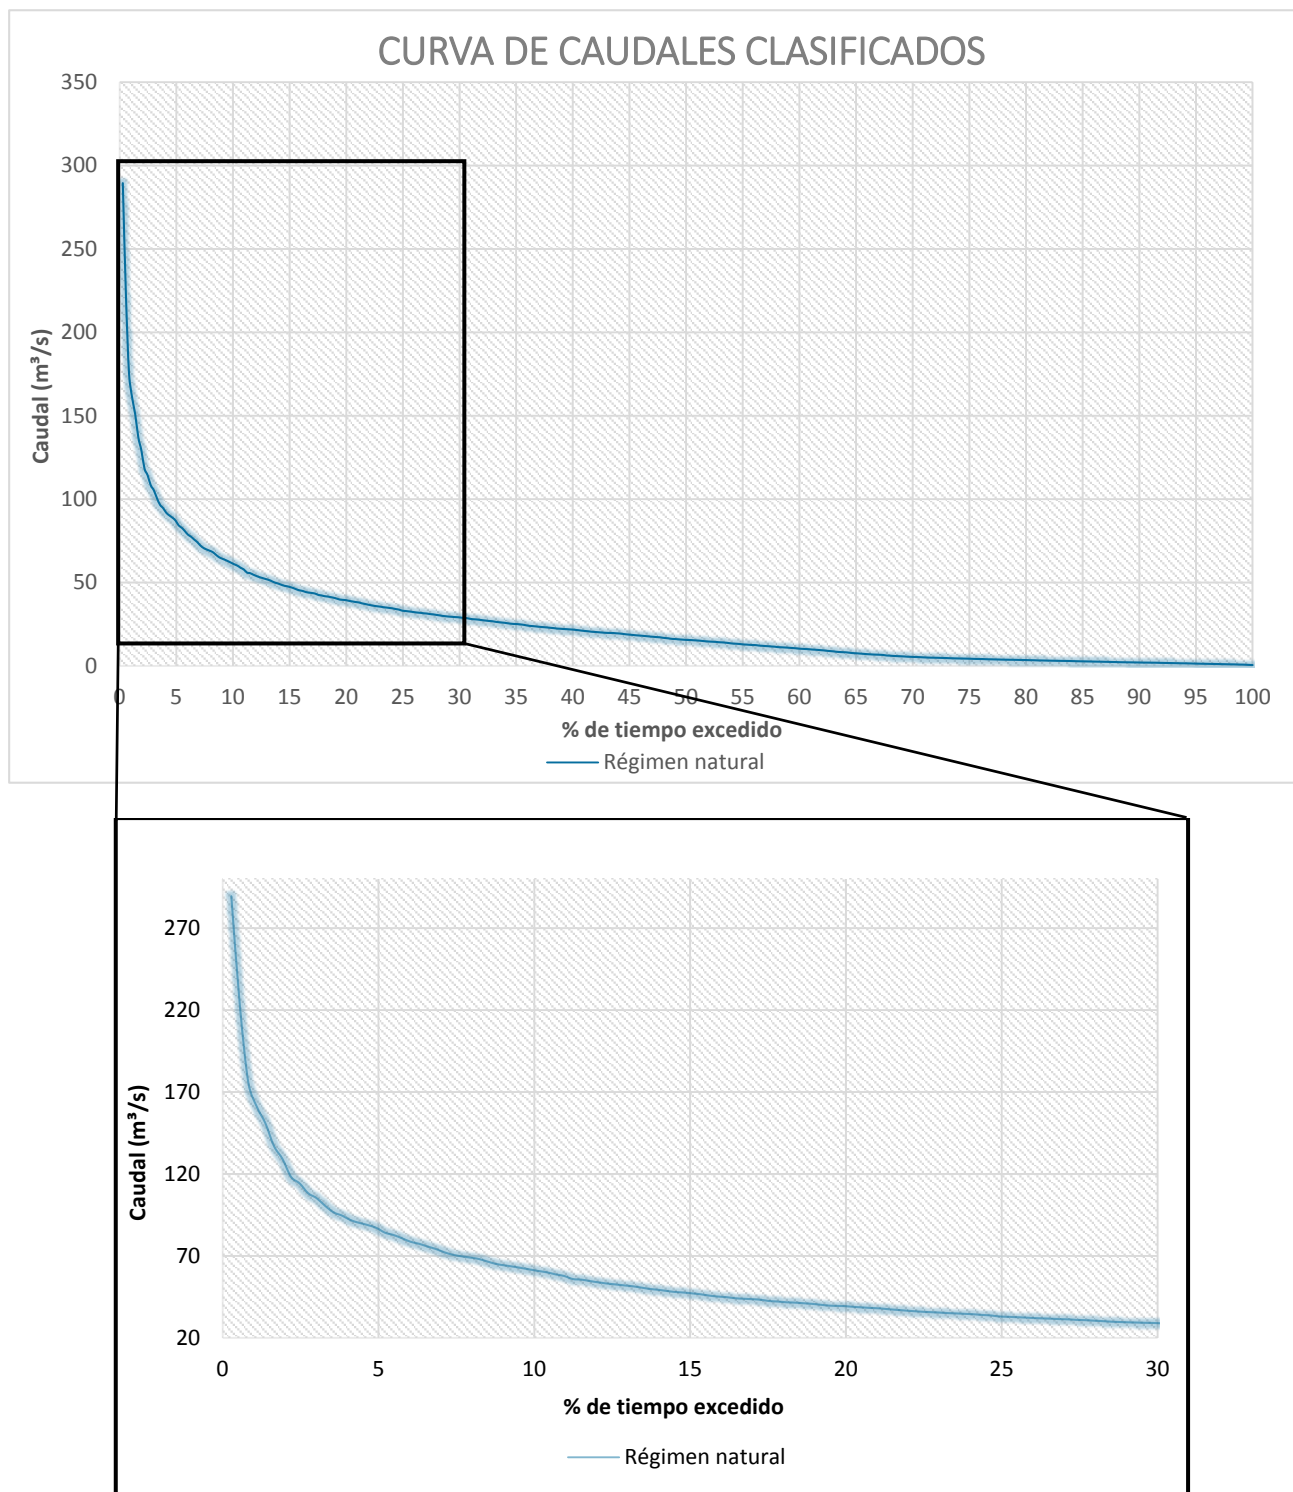 CURVA DE CAUDALES CLASIFICADOS
350
300
250
200
150
100
50
0
Caudal (m³/s)
0 5 10 15 20 25 30 35 40 45 50 55 60 65 70 75 80 85 90 95 100
% de tiempo excedido
Régimen natural
270
220
170
120
70
20
Caudal (m³/s)
0 5 10 15 20 25 30
% de tiempo excedido
Régimen natural